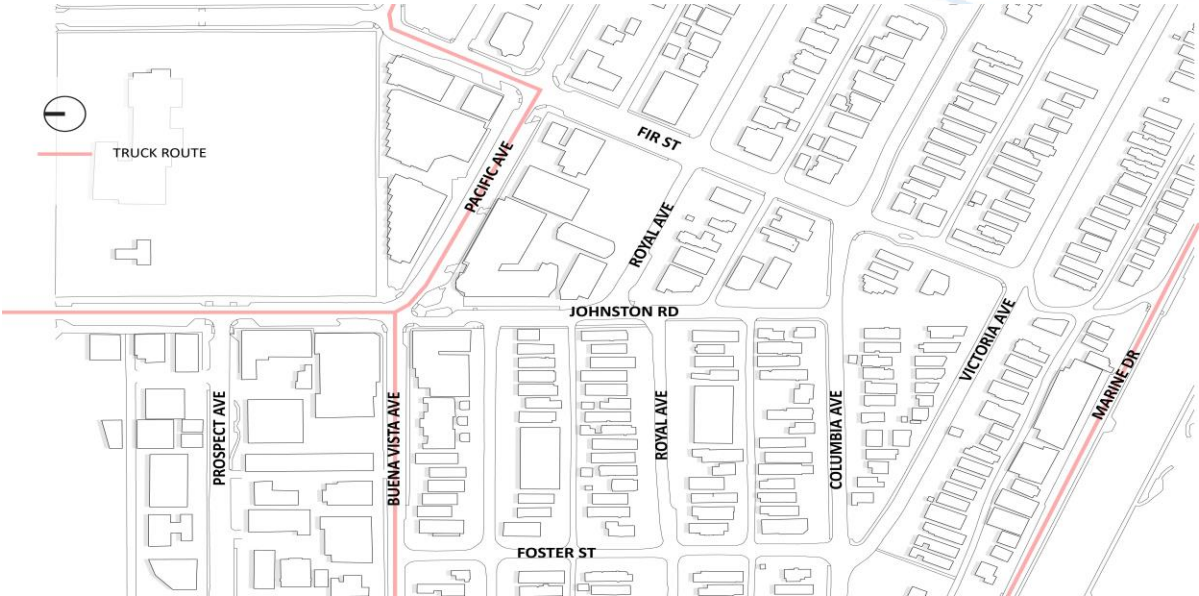 FIR ST
TRUCK ROUTE
PACIFIC AVE
ROYAL AVE
JOHNSTON RD
VICTORIA AVE
MARINE DR
PROSPECT AVE
BUENA VISTA AVE
ROYAL AVE
COLUMBIA AVE
FOSTER ST